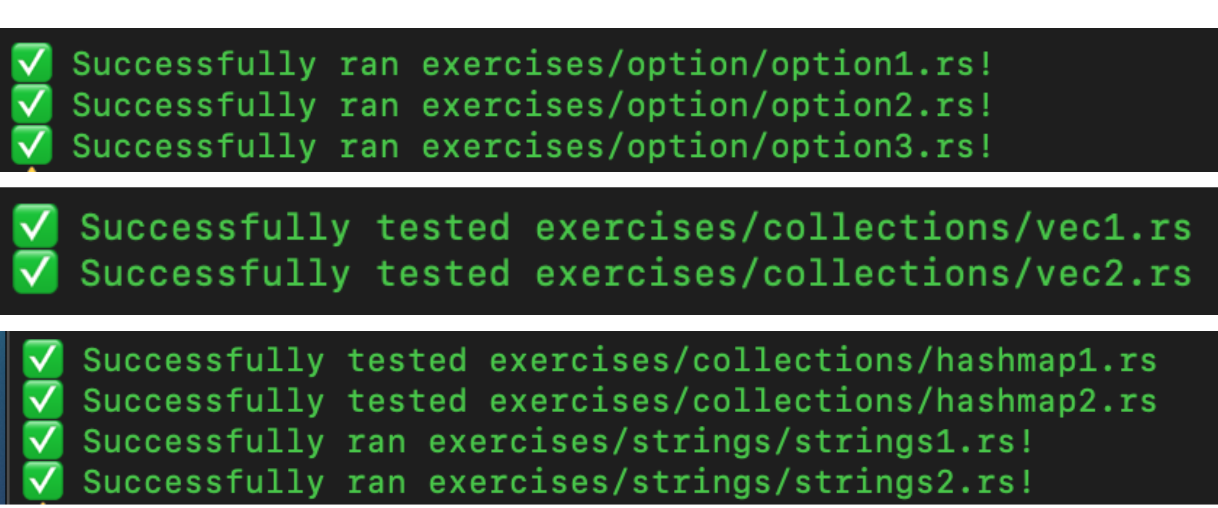 ✅ Successfully ran exercises/option/option1.rs!
✅ Successfully ran exercises/option/option2.rs!
✅ Successfully ran exercises/option/option3.rs!
✅ Successfully tested exercises/collections/vec1.rs
✅ Successfully tested exercises/collections/vec2.rs
✅ Successfully tested exercises/collections/hashmap1.rs
✅ Successfully tested exercises/collections/hashmap2.rs
✅ Successfully ran exercises/strings/strings1.rs!
✅ Successfully ran exercises/strings/strings2.rs!